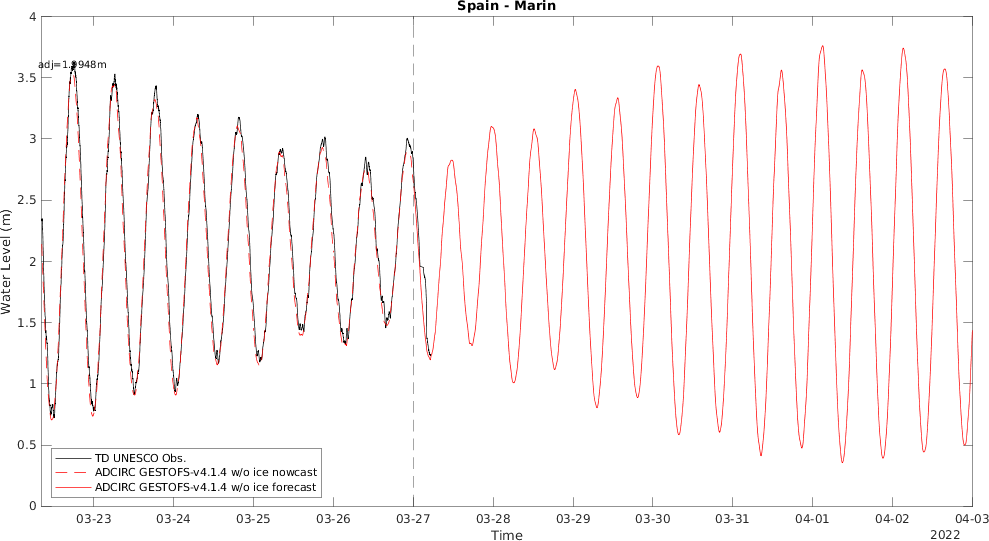 Spain - Marin
adj=1.9948m
4
3.5
3
2.5
2
1.5
1
0.5
0
Water Level (m)
TD UNESCO Obs.
ADCIRC GESTOFS-v4.1.4 w/o ice nowcast
ADCIRC GESTOFS-v4.1.4 w/o ice forecast
03-23 03-24 03-25 03-26 03-27 03-28 03-29 03-30 03-31 04-01 04-02 04-03
Time
2022